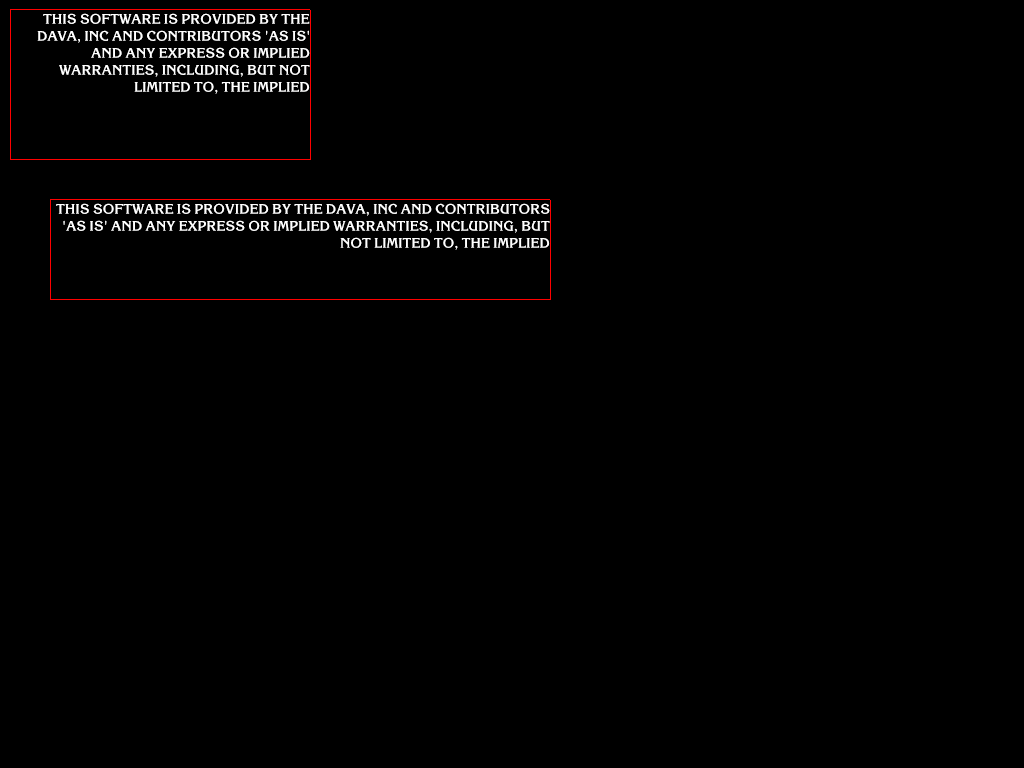 THIS SOFTWARE IS PROVIDED BY THE
DAVA, INC AND CONTRIBUTORS 'AS IS'
AND ANY EXPRESS OR IMPLIED
WARRANTIES, INCLUDING, BUT NOT
LIMITED TO, THE IMPLIED
THIS SOFTWARE IS PROVIDED BY THE DAVA, INC AND CONTRIBUTORS
'AS IS' AND ANY EXPRESS OR IMPLIED WARRANTIES, INCLUDING, BUT
NOT LIMITED TO, THE IMPLIED